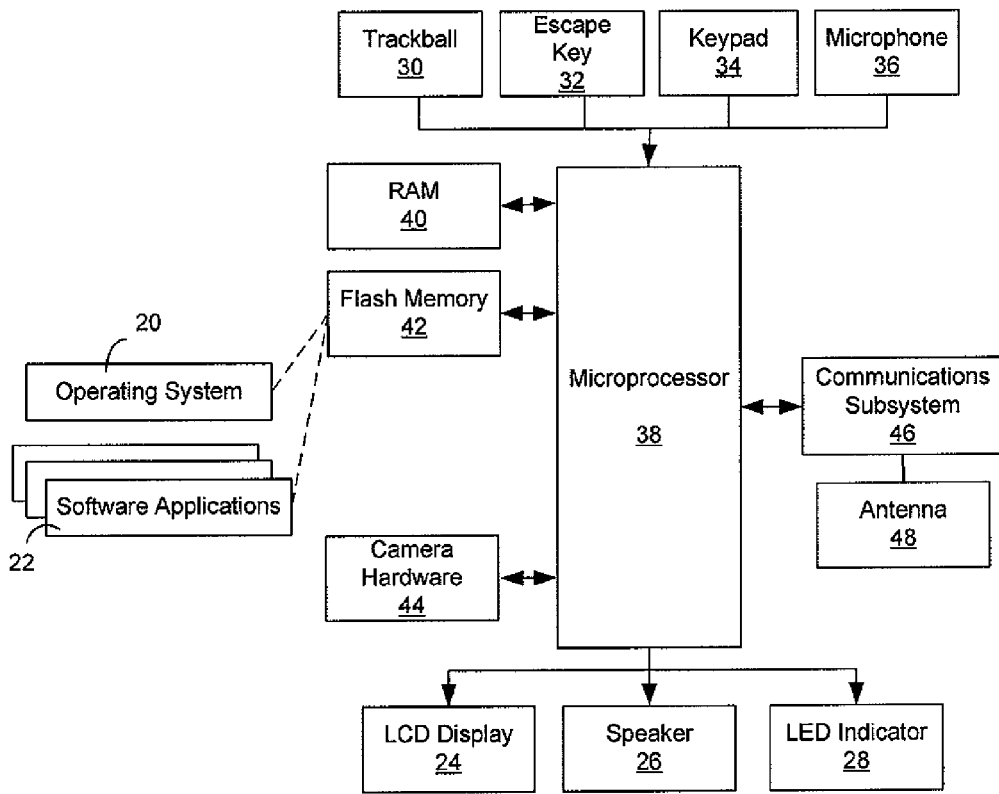 Trackball
30
Escape
Key
32
Keypad
34
Microphone
36
RAM
40
Flash Memory
42
20
Operating System
Software Applications
22
Microprocessor
38
Communications
Subsystem
46
Antenna
48
Camera
Hardware
44
LCD Display
24
Speaker
26
LED Indicator
28